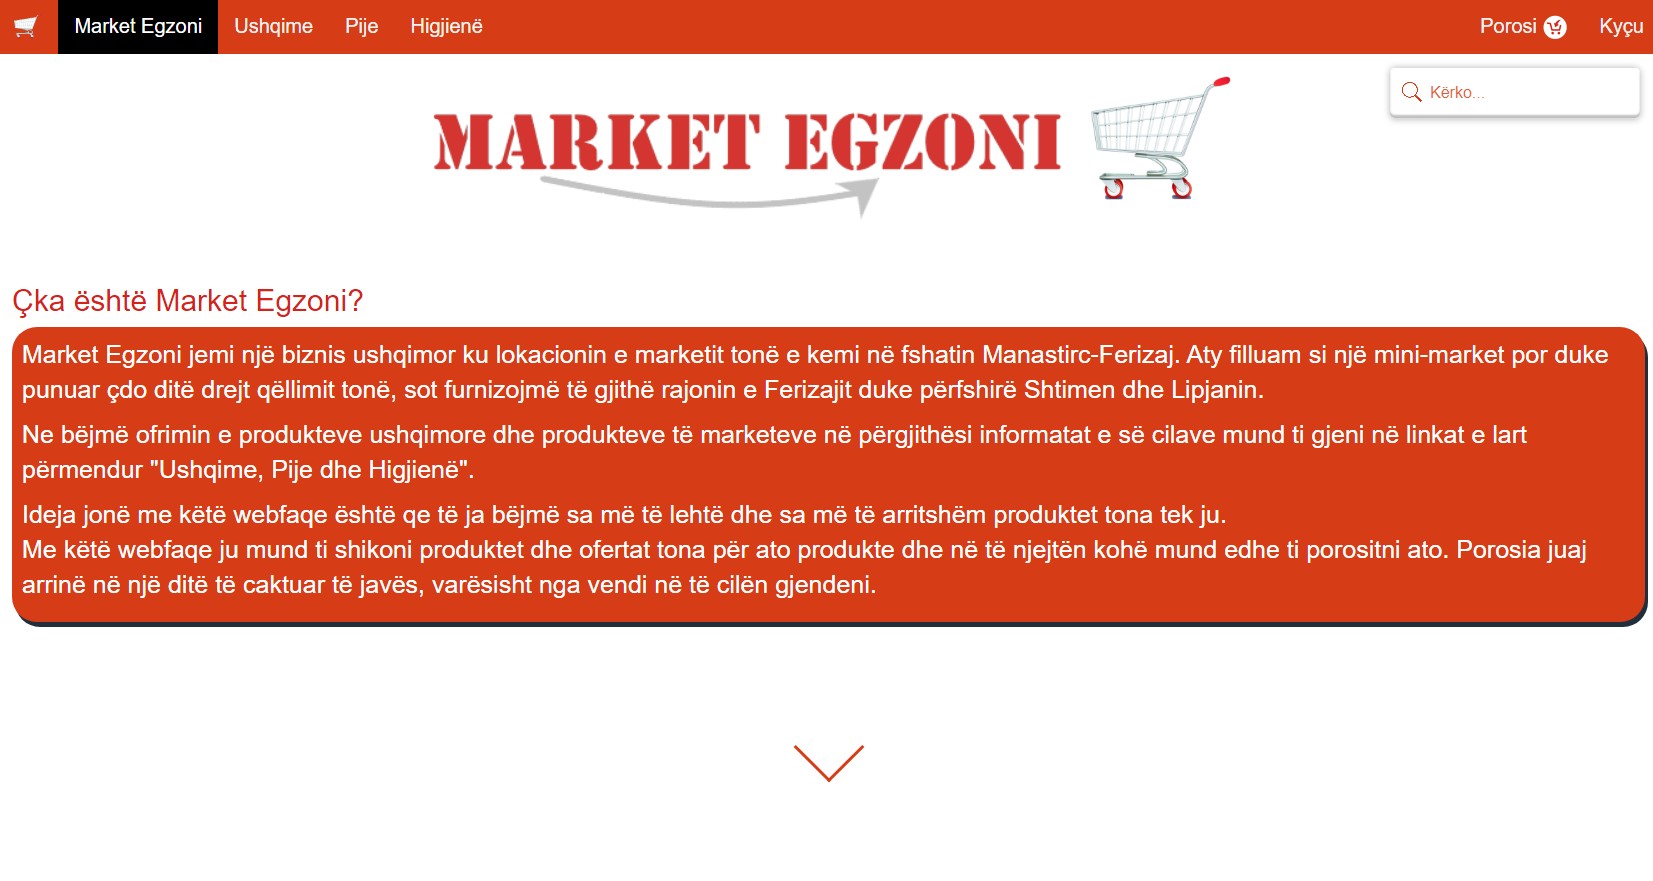 Market Egzoni
Ushqime
Pije
Higjienë
Porosi
Kyçu
Kërko...
MARKET EGZONI
Çka është Market Egzoni?
Market Egzoni jemi një biznis ushqimor ku lokacionin e marketit tonë e kemi në fshatin Manastirc-Ferizaj. Aty filluam si një mini-market por duke
punuar çdo ditë drejt qëllimit tonë, sot furnizojmë të gjithë rajonin e Ferizajit duke përfshirë Shtimen dhe Lipjanin.
Ne bëjmë ofrimin e produkteve ushqimore dhe produkteve të marketeve në përgjithësi informatat e së cilave mund ti gjeni në linkat e lart
përmendur "Ushqime, Pije dhe Higjienë".
Ideja jonë me këtë webfaqe është qe të ja bëjmë sa më të lehtë dhe sa më të arritshëm produktet tona tek ju.
Me këtë webfaqe ju mund ti shikoni produktet dhe ofertat tona për ato produkte dhe në të njejtën kohë mund edhe ti porositni ato. Porosia juaj
arrinë në një ditë të caktuar të javës, varësisht nga vendi në të cilën gjendeni.